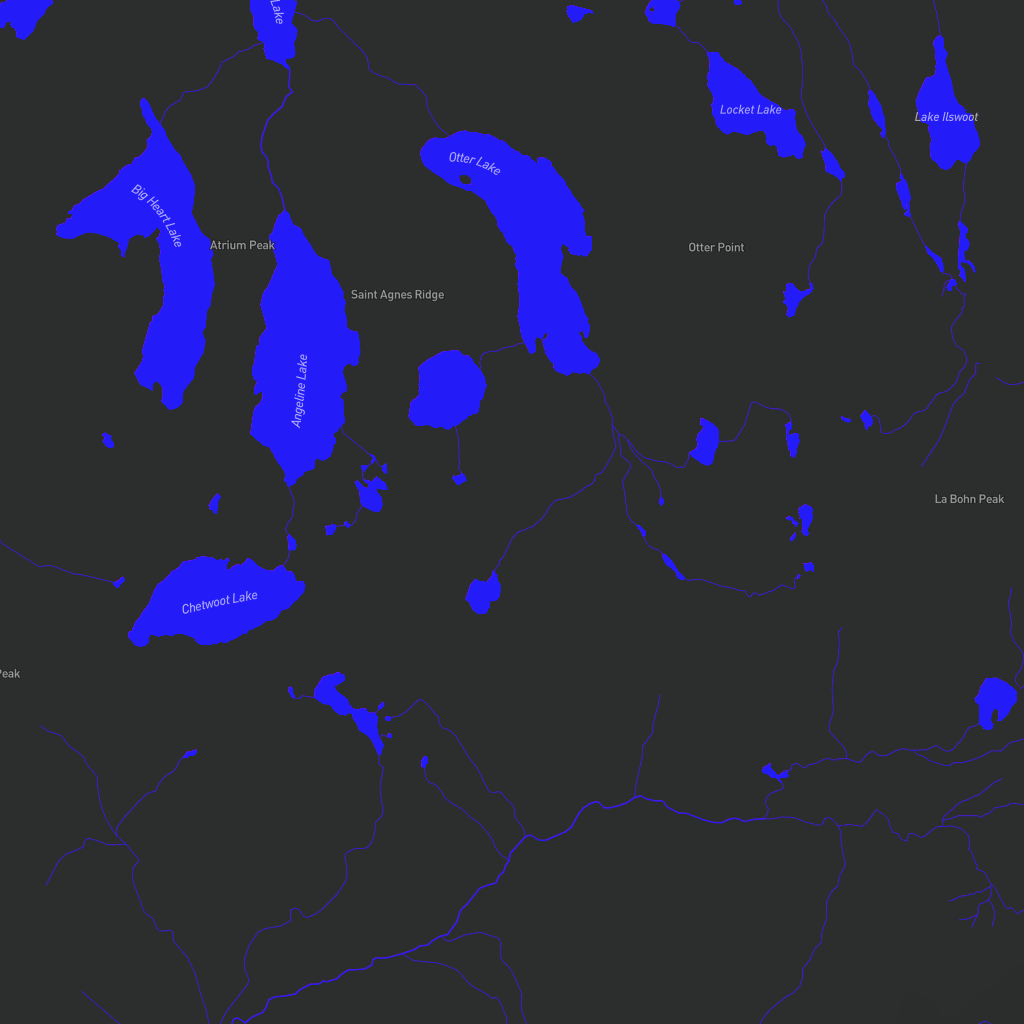 Lake
Locket Lake
Lake Ilswoot
Otter Lake
Big Heart Lake
Atrium Peak
Otter Point
Saint Agnes Ridge
Angeline Lake
La Bohn Peak
Chetwoot Lake
Peak